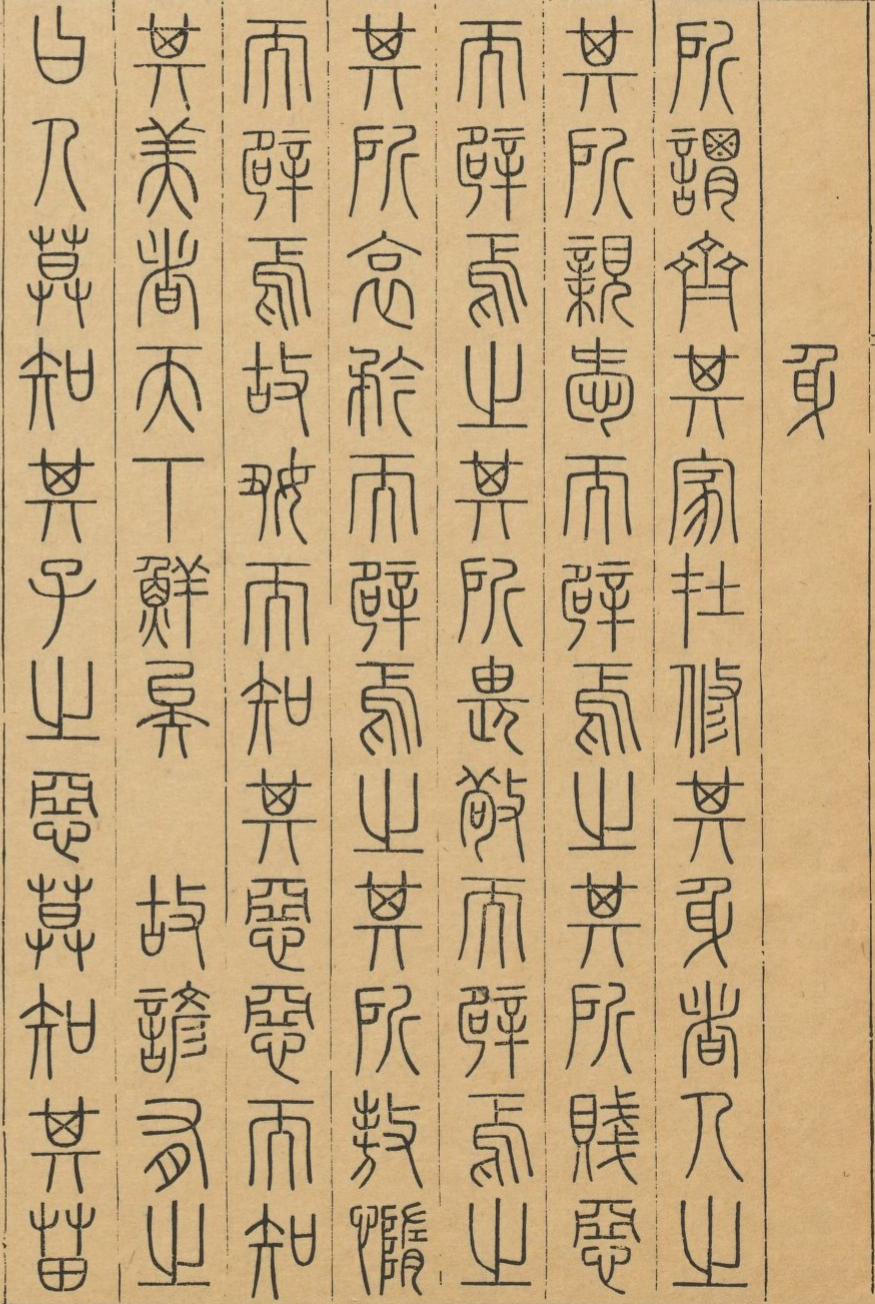 身
所謂齊其家在修其身者人之
其所親愛而辟焉之其所賤惡
而辟焉之其所畏敬而辟焉之
其所哀矜而辟焉之其所敖惰
而辟焉故好而知其惡惡而知
其美者天下鮮矣　故諺有之
曰人莫知其子之惡莫知其苗